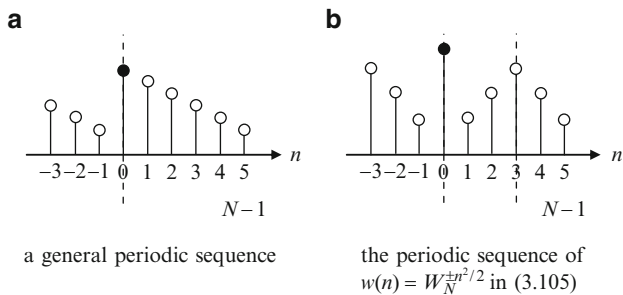 a
b
n
n
−3 −2 −1 0 1 2 3 4 5
−3 −2 −1 0 1 2 3 4 5
N−1
N−1
a general periodic sequence
the periodic sequence of
w(n) = W_N^{±n²/2} in (3.105)